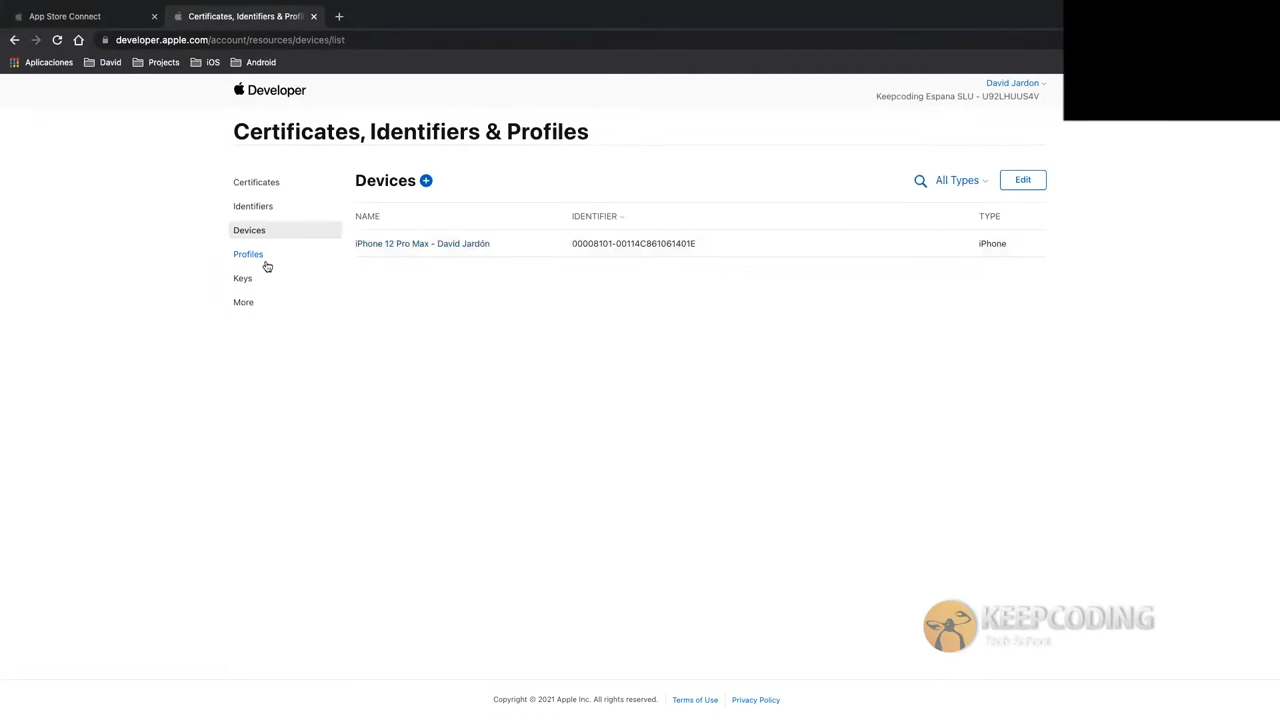 App Store Connect
Certificates, Identifiers & Profil
developer.apple.com/account/resources/devices/list
Aplicaciones David Projects iOS Android
Developer
David Jardon
Keepcoding Espana SLU - U92LHUUS4V
Certificates, Identifiers & Profiles
Certificates
Identifiers
Devices
Profiles
Keys
More
Devices
All Types
Edit
NAME IDENTIFIER TYPE
iPhone 12 Pro Max - David Jardón 00008101-00114C861061401E iPhone
KEEPCODING
Tech School
Copyright © 2021 Apple Inc. All rights reserved. Terms of Use Privacy Policy